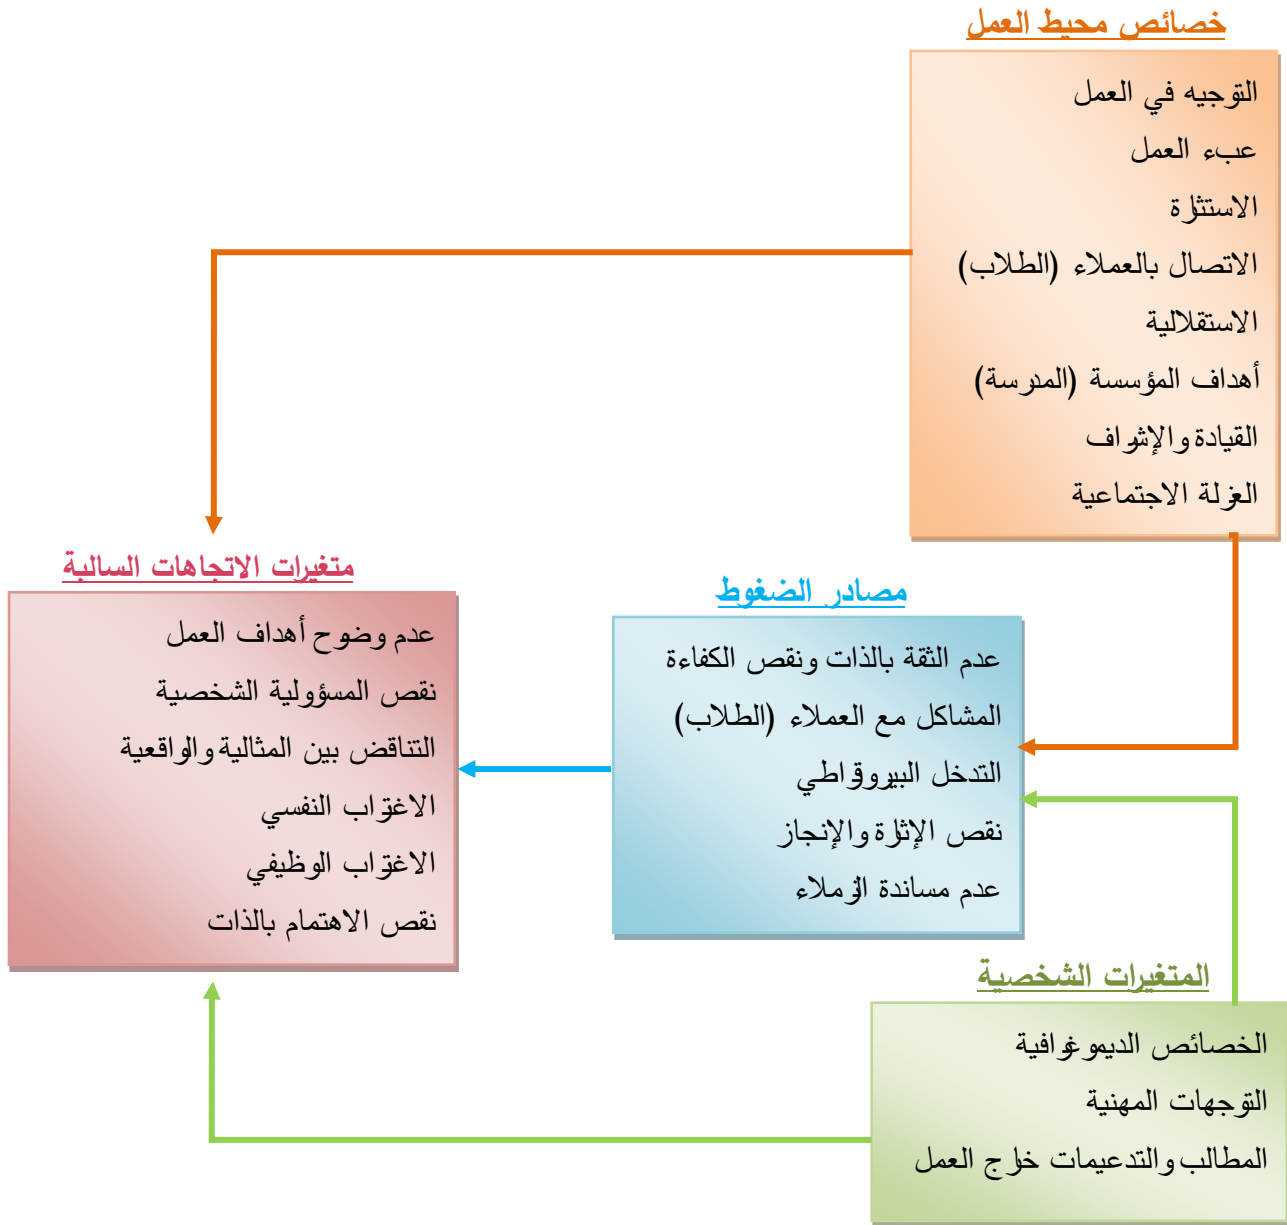 خصائص محيط العمل
التوجيه في العمل
عبء العمل
الاستثارة
الاتصال بالعملاء (الطلاب)
الاستقلالية
أهداف المؤسسة (المدرسة)
القيادة والإشراف
العزلة الاجتماعية
مصادر الضغوط
عدم الثقة بالذات ونقص الكفاءة
المشاكل مع العملاء (الطلاب)
التدخل البيروقراطي
نقص الإثارة والإنجاز
عدم مساندة الزملاء
متغيرات الاتجاهات السالبة
عدم وضوح أهداف العمل
نقص المسؤولية الشخصية
التناقض بين المثالية والواقعية
الاغتراب النفسي
الاغتراب الوظيفي
نقص الاهتمام بالذات
المتغيرات الشخصية
الخصائص الديموغرافية
التوجهات المهنية
المطالب والتدعيمات خارج العمل